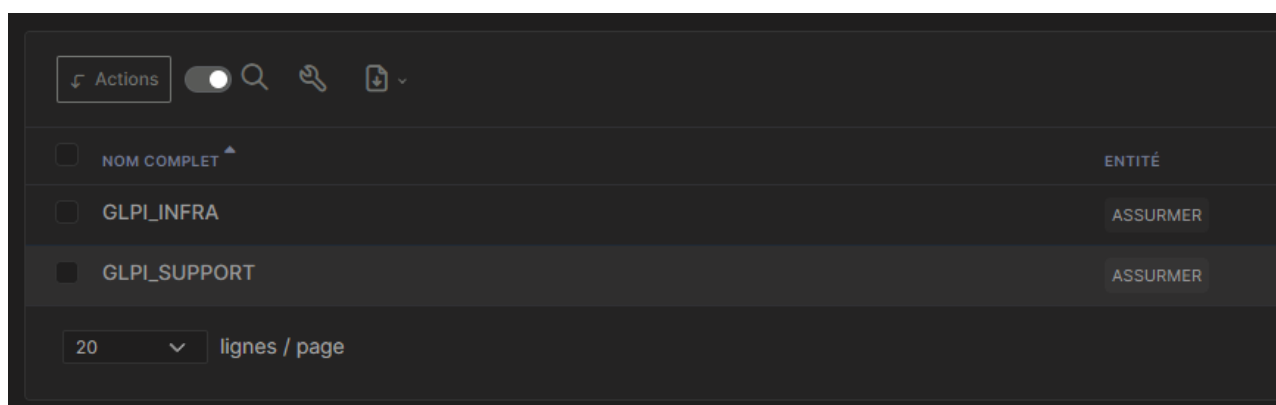 Actions
NOM COMPLET ENTITÉ
GLPI_INFRA ASSURMER
GLPI_SUPPORT ASSURMER
20 lignes / page